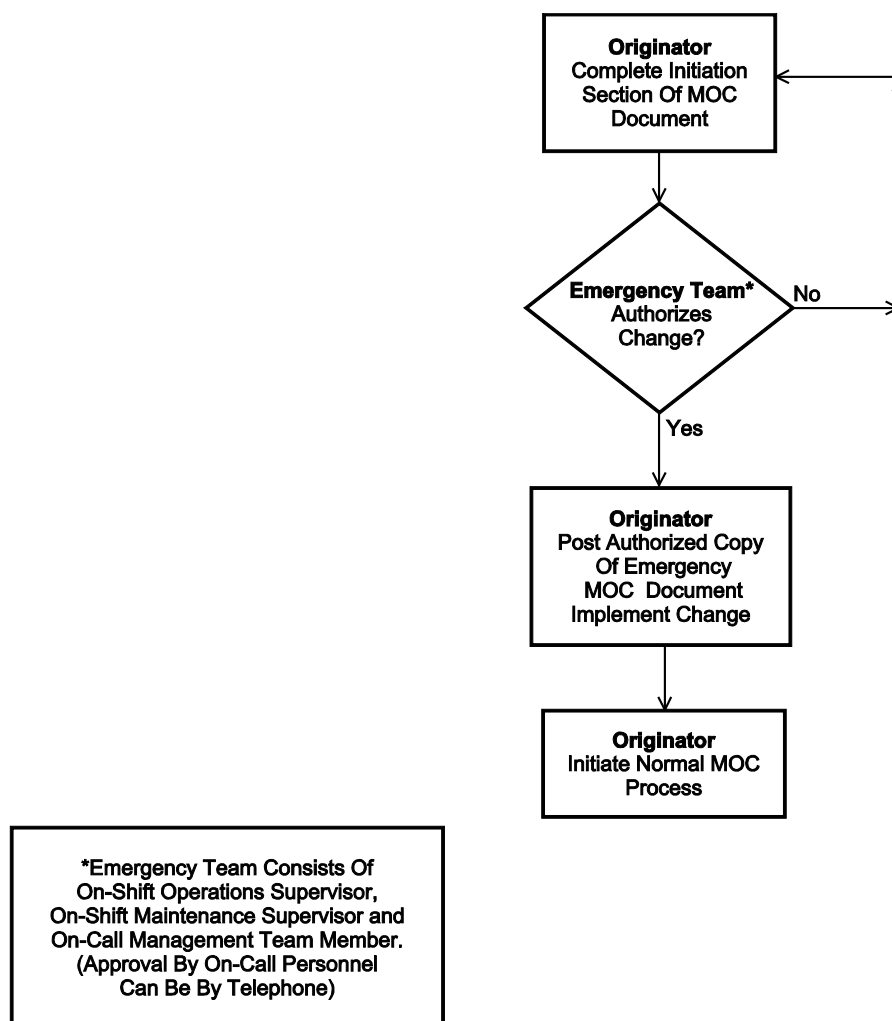 Originator
Complete Initiation
Section Of MOC
Document
Emergency Team*
Authorizes
Change?
No
Yes
Originator
Post Authorized Copy
Of Emergency
MOC  Document
Implement Change
Originator
Initiate Normal MOC
Process
*Emergency Team Consists Of
On-Shift Operations Supervisor,
On-Shift Maintenance Supervisor and
On-Call Management Team Member.
(Approval By On-Call Personnel
Can Be By Telephone)